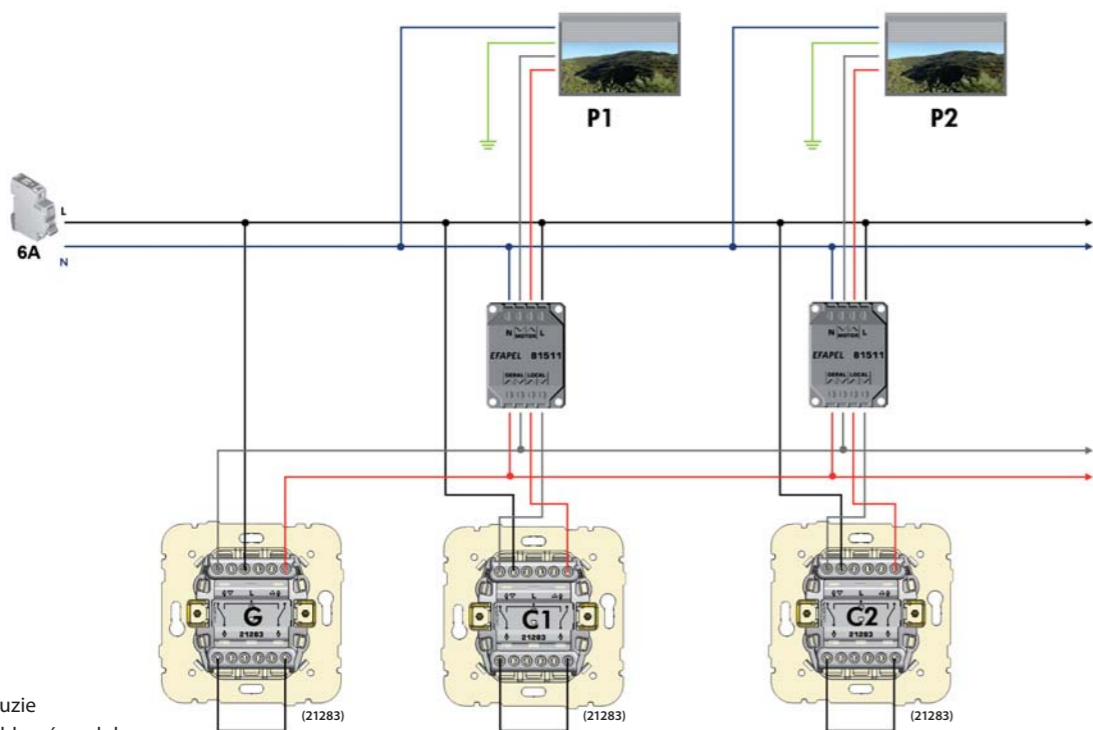 P1
P2
L
6A
N
N MOTOR L
EFAPEL 81511
GERAL LOCAL
N MOTOR L
EFAPEL 81511
GERAL LOCAL
L
G
21283
L
C1
21283
L
C2
21283
uzie
(21283)
(21283)
(21283)